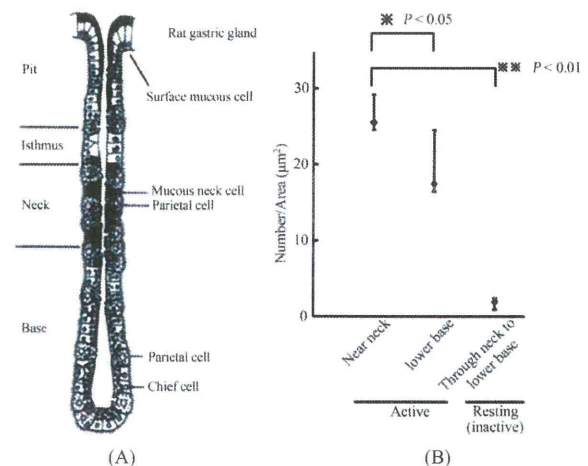 Rat gastric gland
Pit
Surface mucous cell
Isthmus
Neck
Mucous neck cell
Parietal cell
Base
Parietal cell
Chief cell
(A)
※ P < 0.05
※※ P < 0.01
Number/Area (μm²)
30
20
10
0
Near neck
lower base
Through neck to
lower base
Active
Resting
(inactive)
(B)